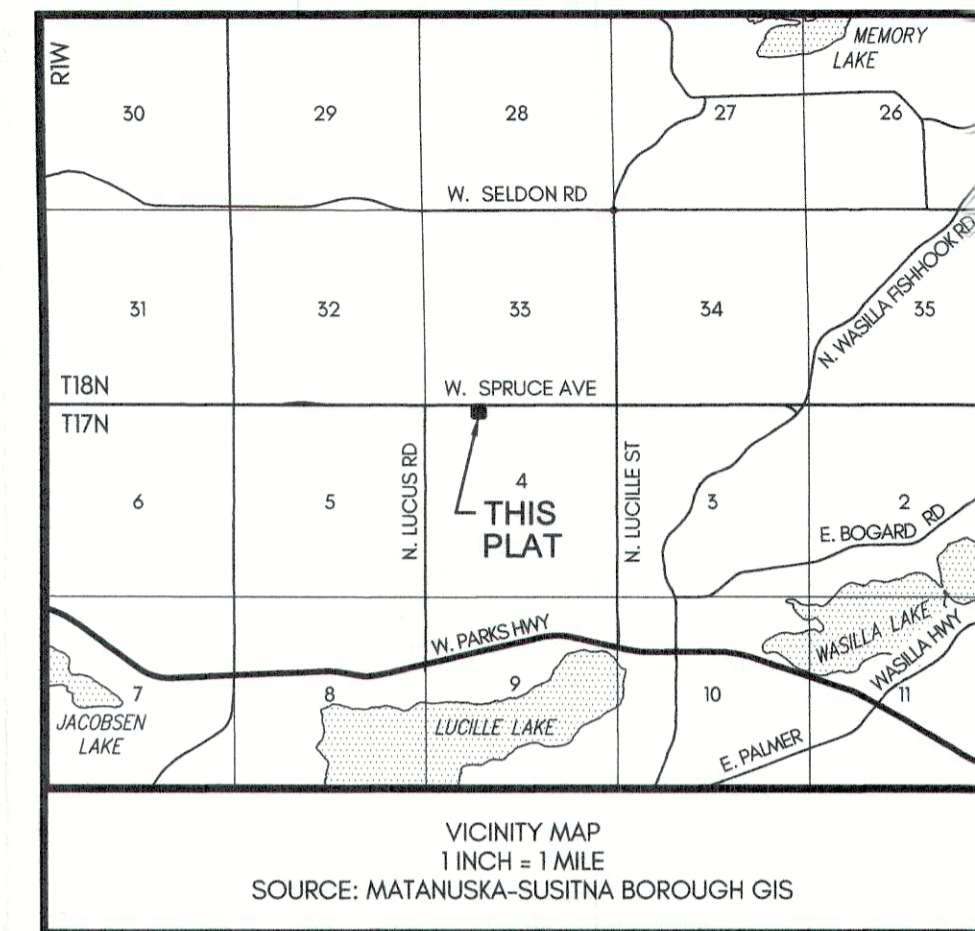 R1W
MEMORY
LAKE
30
29
28
27
26
W. SELDON RD
N. WASILLA FISHHOOK RD
31
32
33
34
35
T18N
W. SPRUCE AVE
T17N
N. LUCUS RD
N. LUCILLE ST
6
5
4
3
2
THIS
PLAT
E. BOGARD RD
W. PARKS HWY
WASILLA LAKE
WASILLA HWY
7
8
9
10
11
JACOBSEN
LAKE
LUCILLE LAKE
E. PALMER
VICINITY MAP
1 INCH = 1 MILE
SOURCE: MATANUSKA-SUSITNA BOROUGH GIS